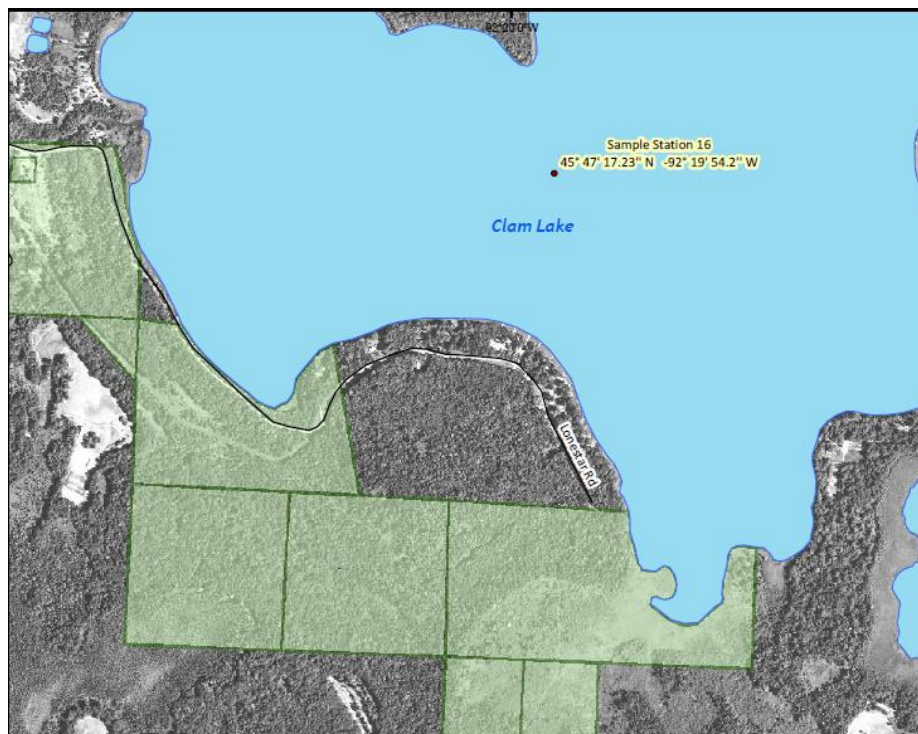 Sample Station 16
45° 47' 17.23" N  -92° 19' 54.2" W
Clam Lake
Lonestar Rd